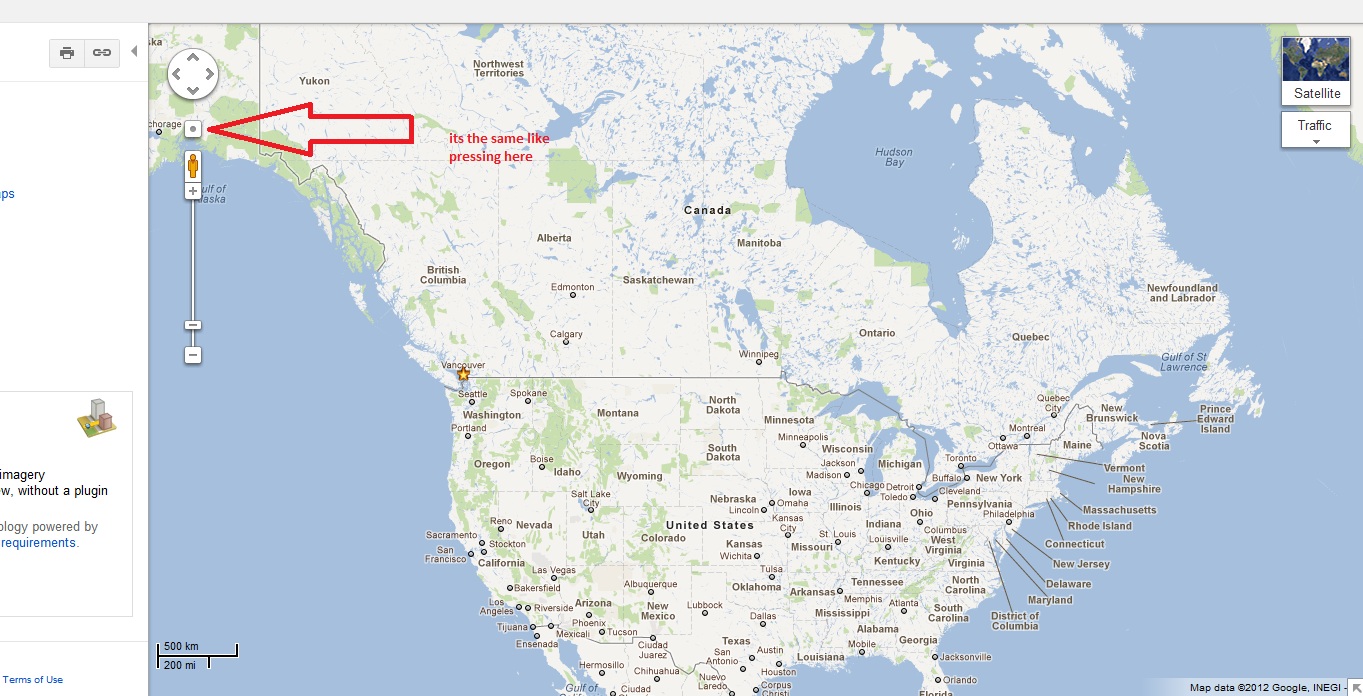 ska
Yukon
Northwest
Territories
Satellite
Traffic
chorage
its the same like
pressing here
Hudson
Bay
ps
ulf of
aska
Canada
Alberta
Manitoba
British
Columbia
Saskatchewan
Edmonton
Newfoundland
and Labrador
Calgary
Ontario
Quebec
Winnipeg
Vancouver
Gulf of St
Lawrence
Seattle
Spokane
Washington
Montana
North
Dakota
Minnesota
Quebec
City
New
Brunswick
Prince
Edward
Island
Portland
Minneapolis
Montreal
Ottawa
Maine
Nova
Scotia
Oregon
Boise
Idaho
Wyoming
South
Dakota
Wisconsin
Jackson
Madison
Michigan
Toronto
Buffalo
New York
Vermont
New
Hampshire
imagery
w, without a plugin
Salt Lake
City
Nebraska
Lincoln
Iowa
Omaha
Chicago
Detroit
Toledo
Cleveland
Pennsylvania
Philadelphia
Massachusetts
Rhode Island
ology powered by
requirements.
Reno
Nevada
Utah
United States
Colorado
Kansas
City
Illinois
Indiana
Ohio
Columbus
Connecticut
Sacramento
Stockton
San
Francisco
California
Kansas
Wichita
Missouri
St. Louis
Louisville
West
Virginia
Kentucky
Virginia
New Jersey
Delaware
Maryland
Las Vegas
Bakersfield
Albuquerque
Tulsa
Oklahoma
Arkansas
Tennessee
Memphis
North
Carolina
Los
Angeles
Riverside
Arizona
Phoenix
New
Mexico
Lubbock
Dallas
Mississippi
Atlanta
South
Carolina
District of
Columbia
Tijuana
Mexicali
Tucson
Ensenada
Ciudad
Juarez
Texas
Austin
San
Antonio
Alabama
Georgia
Mobile
Louisiana
Jacksonville
500 km
200 mi
Hermosillo
Chihuahua
Houston
Nuevo
Laredo
Corpus
Christi
Orlando
Florida
Gulf of
Ciudad
Terms of Use
Map data ©2012 Google, INEGI -